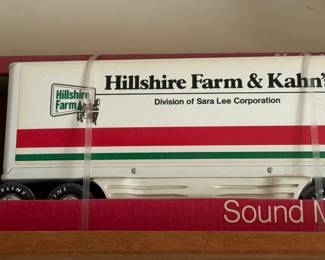 Hillshire Farm & Kahn's
Hillshire
Farm
Division of Sara Lee Corporation
Sound M